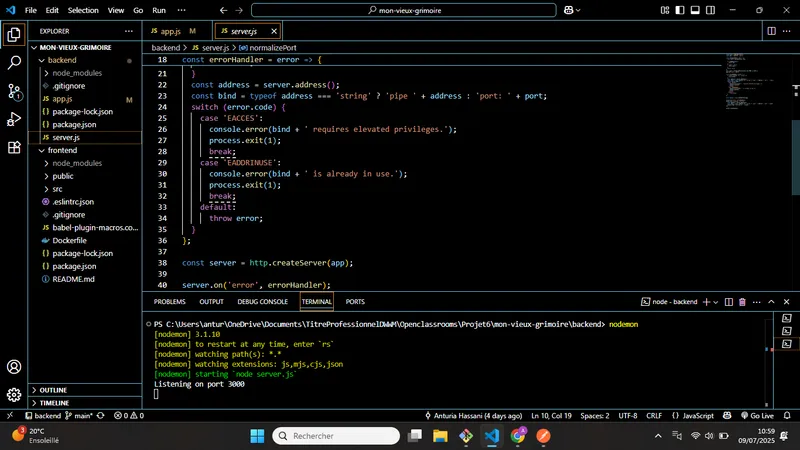 File Edit Selection View Go Run ···
mon-vieux-grimoire
EXPLORER ···
MON-VIEUX-GRIMOIRE
backend
node_modules
.gitignore
app.js M
package-lock.json
package.json
server.js
frontend
node_modules
public
src
.eslintrc.json
.gitignore
babel-plugin-macros.co...
Dockerfile
package-lock.json
package.json
README.md
OUTLINE
TIMELINE
app.js M server.js
backend > server.js > normalizePort
18 const errorHandler = error => {
21 }
22 const address = server.address();
23 const bind = typeof address === 'string' ? 'pipe ' + address : 'port: ' + port;
24 switch (error.code) {
25 case 'EACCES':
26 console.error(bind + ' requires elevated privileges.');
27 process.exit(1);
28 break;
29 case 'EADDRINUSE':
30 console.error(bind + ' is already in use.');
31 process.exit(1);
32 break;
33 default:
34 throw error;
35 }
36 };
37
38 const server = http.createServer(app);
39
40 server.on('error', errorHandler);
PROBLEMS OUTPUT DEBUG CONSOLE TERMINAL PORTS
node - backend
PS C:\Users\antur\OneDrive\Documents\TitreProfessionnelDWWM\Openclassrooms\Projet6\mon-vieux-grimoire\backend> nodemon
[nodemon] 3.1.10
[nodemon] to restart at any time, enter `rs`
[nodemon] watching path(s): *.*
[nodemon] watching extensions: js,mjs,cjs,json
[nodemon] starting `node server.js`
Listening on port 3000
backend main* 0 0 Anturia Hassani (4 days ago) Ln 10, Col 19 Spaces: 2 UTF-8 CRLF {} JavaScript Go Live
3
20°C
Ensoleillé
Rechercher
10:59
09/07/2025